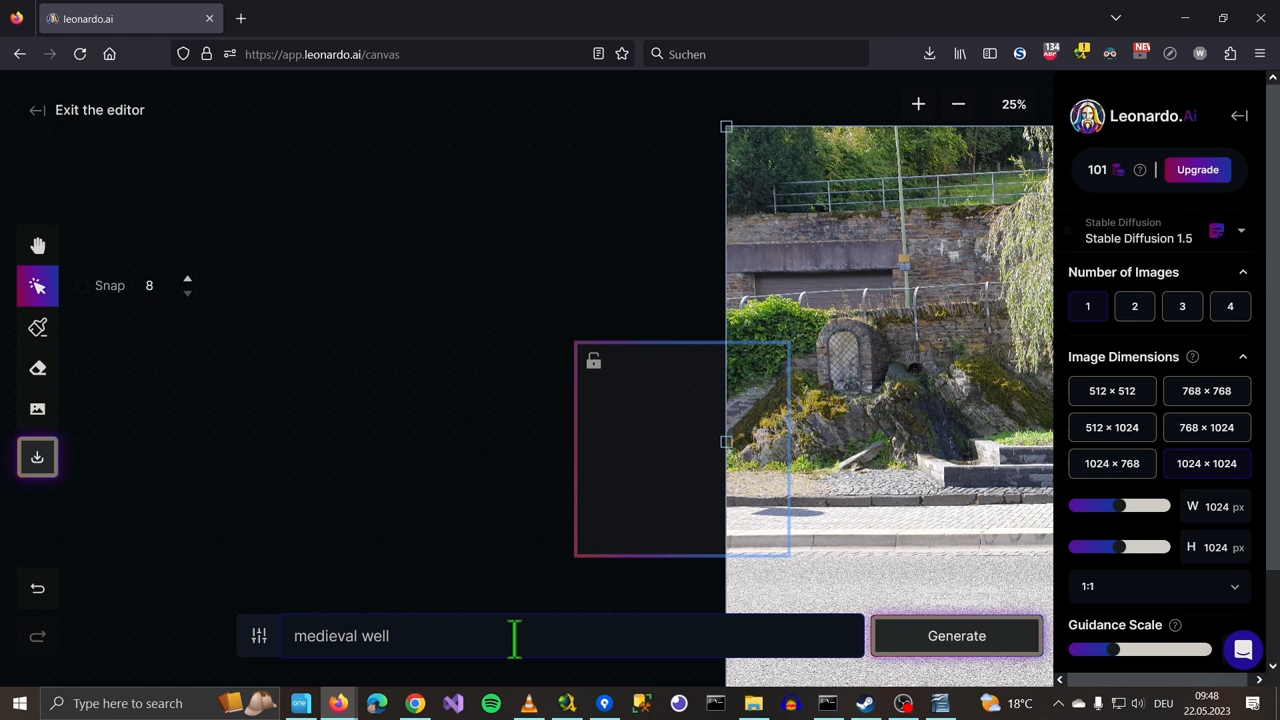 leonardo.ai
https://app.leonardo.ai/canvas
Suchen
134
NEW
Exit the editor
25%
Leonardo.Ai
101
Upgrade
Stable Diffusion
Stable Diffusion 1.5
Snap 8
Number of Images
1 2 3 4
Image Dimensions
512 × 512 768 × 768
512 × 1024 768 × 1024
1024 × 768 1024 × 1024
W 1024 px
H 1024 px
1:1
Guidance Scale
medieval well
Generate
Type here to search
one
18°C
DEU
09:48
22.05.2023